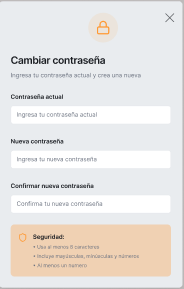 Cambiar contraseña
Ingresa tu contraseña actual y crea una nueva
Contraseña actual
Ingresa tu contraseña actual
Nueva contraseña
Ingresa tu nueva contraseña
Confirmar nueva contraseña
Confirma tu nueva contraseña
Seguridad:
• Usa al menos 8 caracteres
• Incluye mayúsculas, minúsculas y números
• Al menos un número